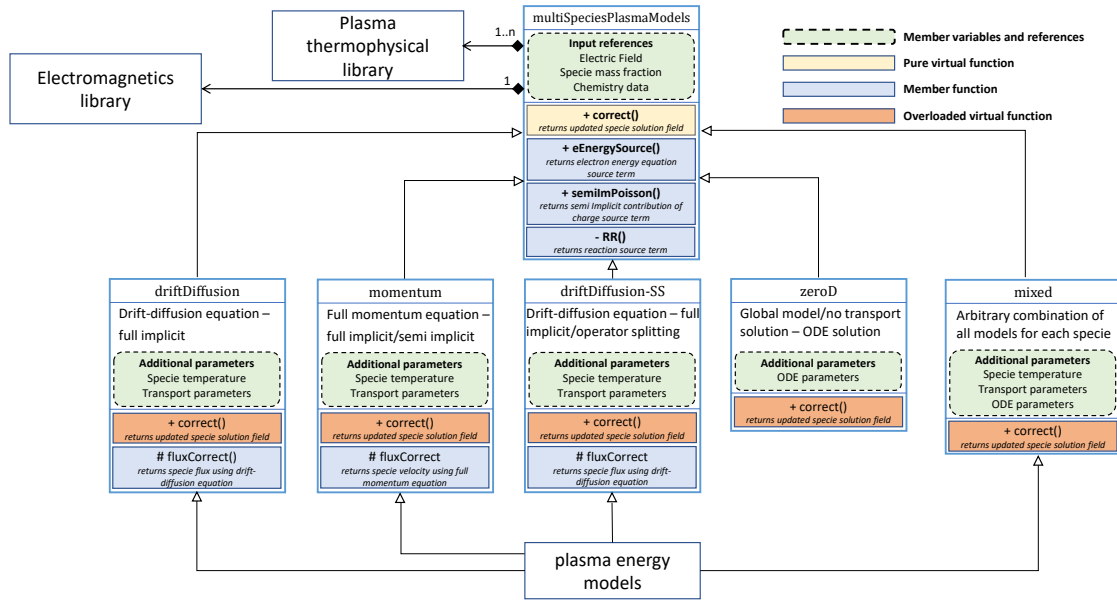 multiSpeciesPlasmaModels
Plasma
thermophysical
library
1..n
Electromagnetics
library
1
Input references
Electric Field
Specie mass fraction
Chemistry data
+ correct()
returns updated specie solution field
+ eEnergySource()
returns electron energy equation
source term
+ semiImPoisson()
returns semi Implicit contribution of
charge source term
- RR()
returns reaction source term
Member variables and references
Pure virtual function
Member function
Overloaded virtual function
driftDiffusion
Drift-diffusion equation –
full implicit
Additional parameters
Specie temperature
Transport parameters
+ correct()
returns updated specie solution field
# fluxCorrect()
returns specie flux using drift-
diffusion equation
momentum
Full momentum equation –
full implicit/semi implicit
Additional parameters
Specie temperature
Transport parameters
+ correct()
returns updated specie solution field
# fluxCorrect
returns specie velocity using full
momentum equation
driftDiffusion-SS
Drift-diffusion equation – full
implicit/operator splitting
Additional parameters
Specie temperature
Transport parameters
+ correct()
returns updated specie solution field
# fluxCorrect
returns specie flux using drift-
diffusion equation
zeroD
Global model/no transport
solution – ODE solution
Additional parameters
ODE parameters
+ correct()
returns updated specie solution field
mixed
Arbitrary combination of
all models for each specie
Additional parameters
Specie temperature
Transport parameters
ODE parameters
+ correct()
returns updated specie solution field
plasma energy
models